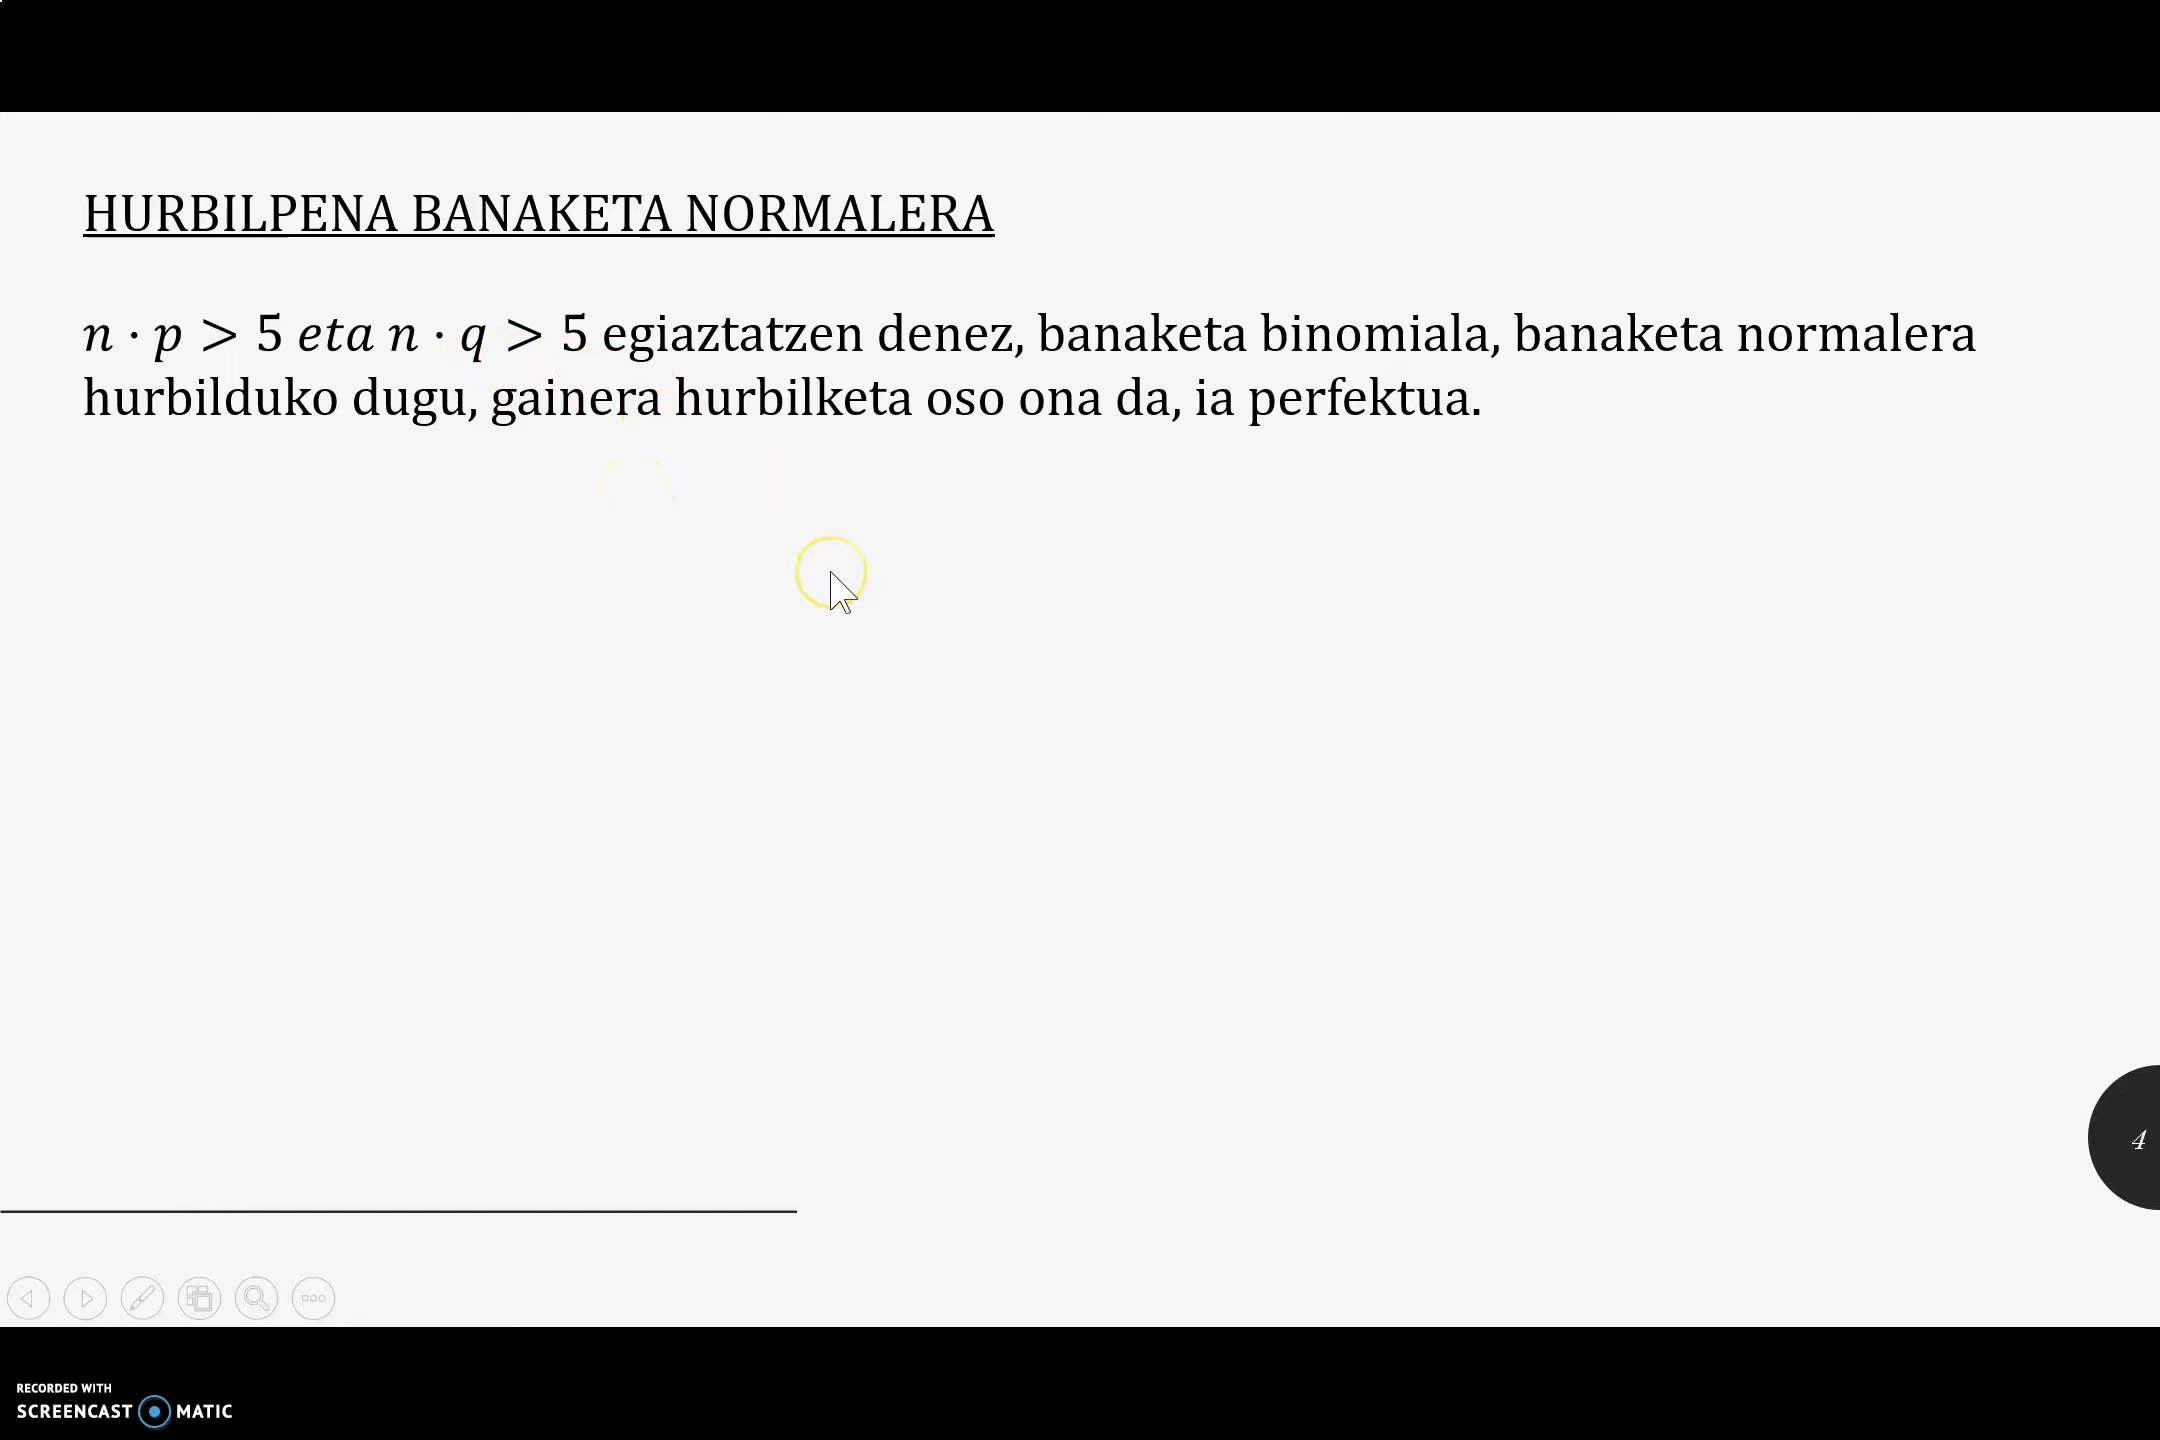 HURBILPENA BANAKETA NORMALERA
n · p > 5 eta n · q > 5 egiaztatzen denez, banaketa binomiala, banaketa normalera
hurbilduko dugu, gainera hurbilketa oso ona da, ia perfektua.
4
RECORDED WITH
SCREENCAST MATIC